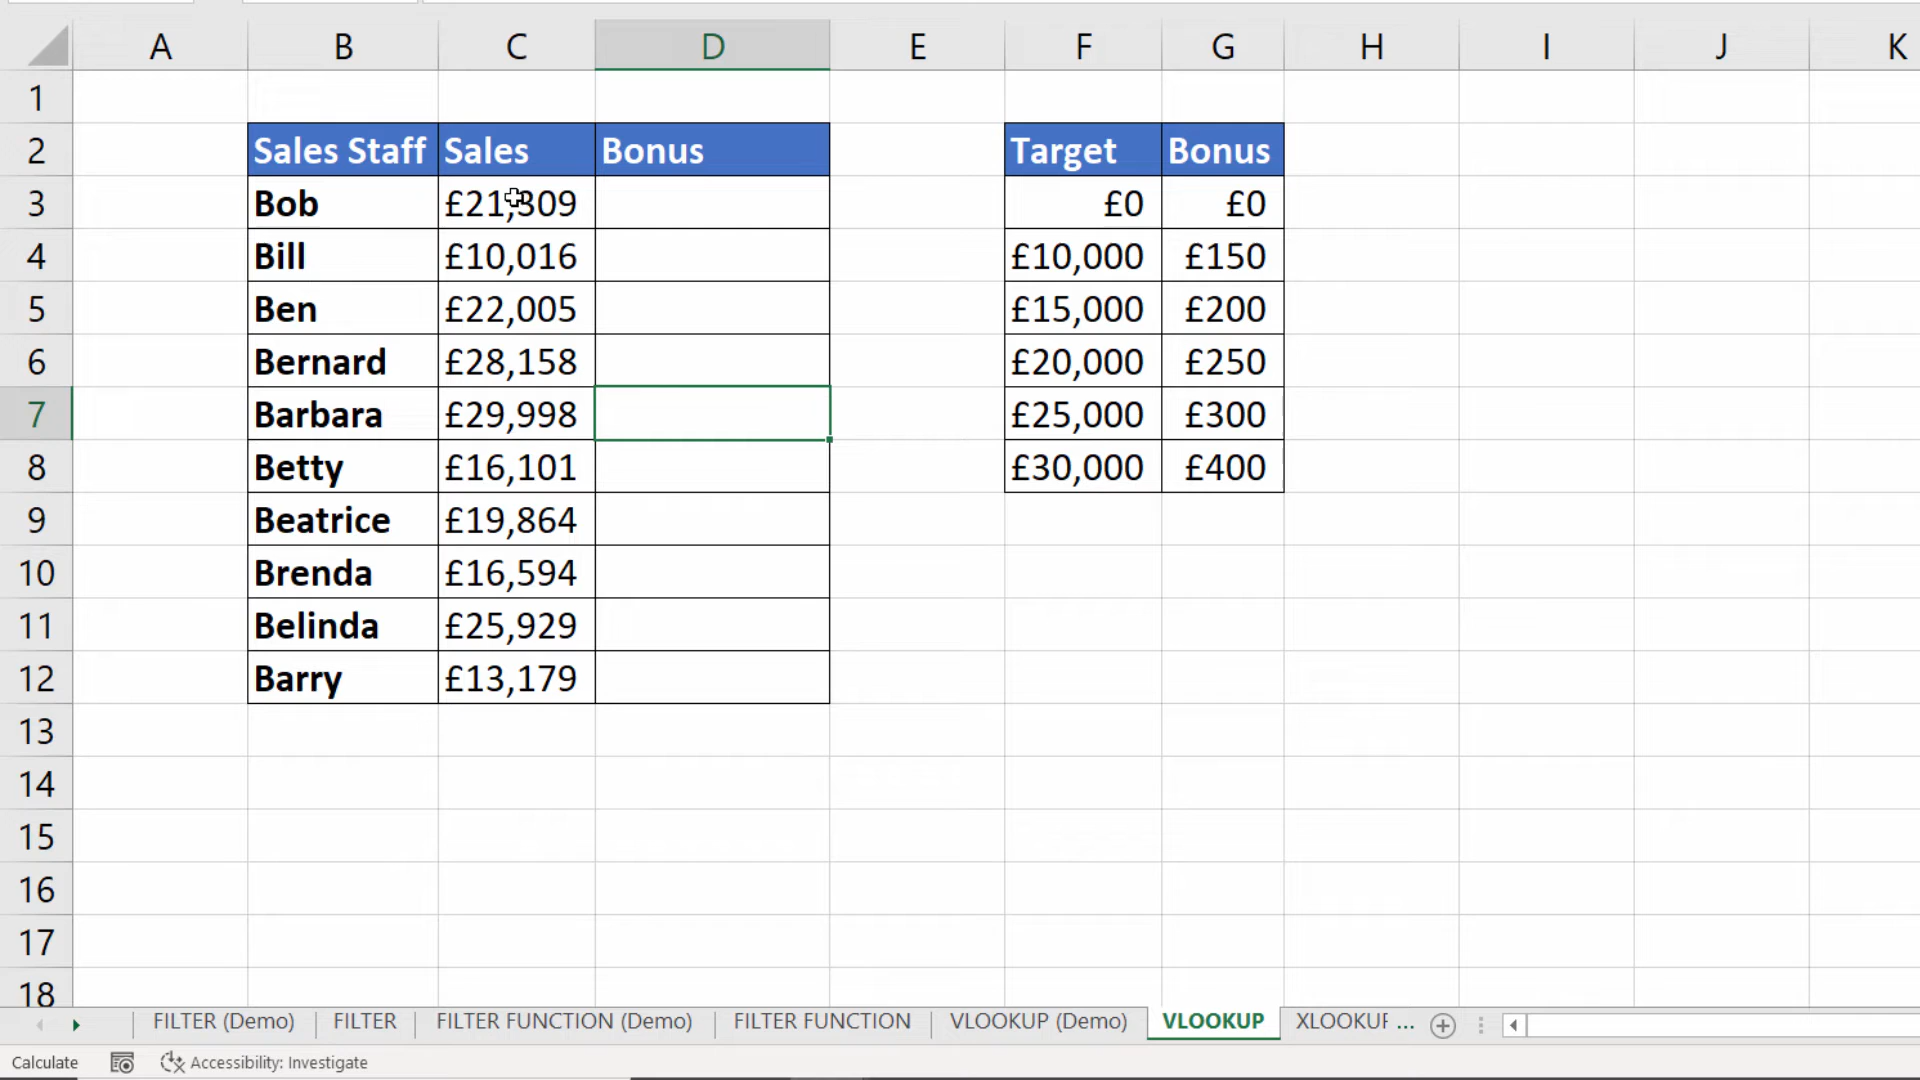 A B C D E F G H I J K
1
2 Sales Staff Sales Bonus Target Bonus
3 Bob £21,309 £0 £0
4 Bill £10,016 £10,000 £150
5 Ben £22,005 £15,000 £200
6 Bernard £28,158 £20,000 £250
7 Barbara £29,998 £25,000 £300
8 Betty £16,101 £30,000 £400
9 Beatrice £19,864
10 Brenda £16,594
11 Belinda £25,929
12 Barry £13,179
13
14
15
16
17
18
FILTER (Demo) FILTER FILTER FUNCTION (Demo) FILTER FUNCTION VLOOKUP (Demo) VLOOKUP XLOOKUF ...
Calculate Accessibility: Investigate